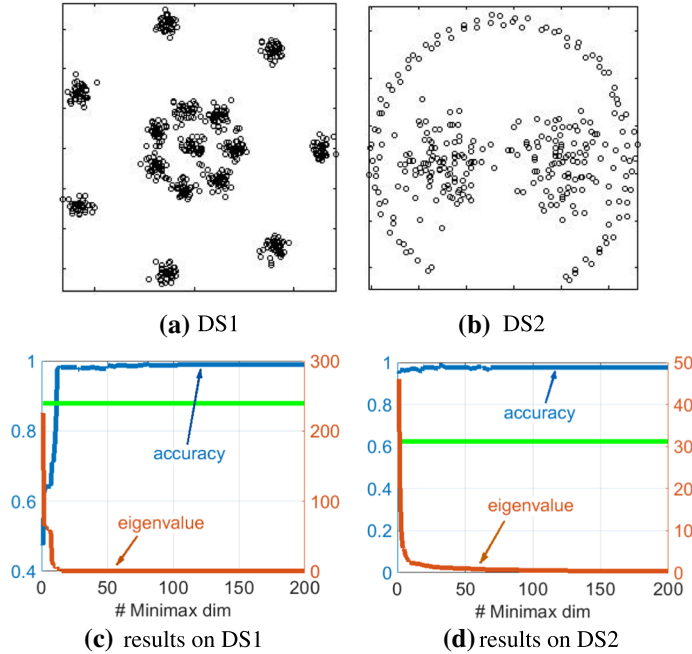 (a) DS1
(b) DS2
1
0.8
0.6
0.4
300
200
100
0
accuracy
eigenvalue
0 50 100 150 200
# Minimax dim
1
0.8
0.6
0.4
0.2
0
50
40
30
20
10
0
accuracy
eigenvalue
0 50 100 150 200
# Minimax dim
(c) results on DS1
(d) results on DS2